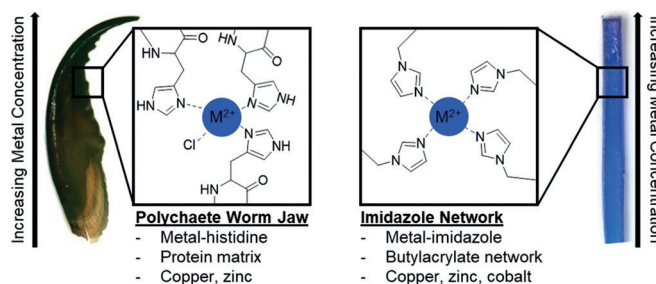 Increasing Metal Concentration
N
H
O
HN
N
H
N
O
N
NH
HN
N
M²⁺
N
NH
Cl
N
NH
N
H
O
N
N
N
N
M²⁺
N
N
N
N
Increasing Metal Concentration
Polychaete Worm Jaw
- Metal-histidine
- Protein matrix
- Copper, zinc
Imidazole Network
- Metal-imidazole
- Butylacrylate network
- Copper, zinc, cobalt